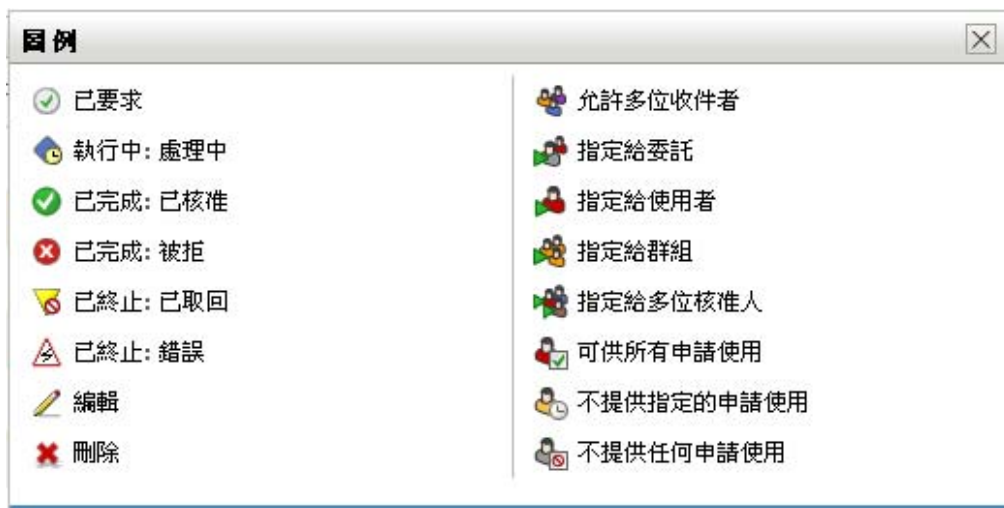 圖例
已要求
執行中: 處理中
已完成: 已核准
已完成: 被拒
已終止: 已取回
已終止: 錯誤
編輯
刪除
允許多位收件者
指定給委託
指定給使用者
指定給群組
指定給多位核准人
可供所有申請使用
不提供指定的申請使用
不提供任何申請使用